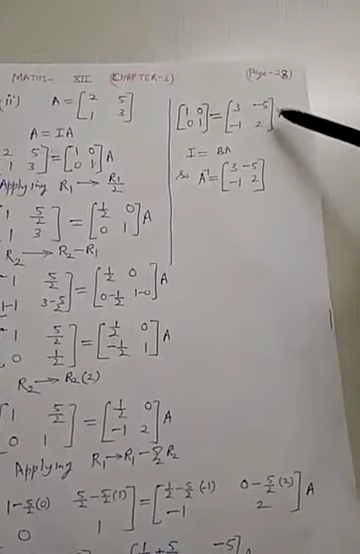 MATHS- XII (CHAPTER-3)
(Page-28)
ii) A = [2 5
1 3]
A = IA
2 5
1 3] = [1 0
0 1] A
Applying R₁ → R₁/2
1 5/2
1 3] = [1/2 0
0 1] A
R₂ → R₂-R₁
1 5/2
1-1 3-5/2] = [1/2 0
0-1/2 1-0] A
1 5/2
0 1/2] = [1/2 0
-1/2 1] A
R₂ → R₂(2)
1 5/2
0 1] = [1/2 0
-1 2] A
Applying R₁→R₁-5/2 R₂
1-5/2(0) 5/2-5/2(1)
0 1] = [1/2-5/2(-1) 0-5/2(2)
-1 2] A
[1/2+5/2 -5]
[1 0
0 1] = [3 -5
-1 2]
I = BA
So A⁻¹ = [3 -5
-1 2]